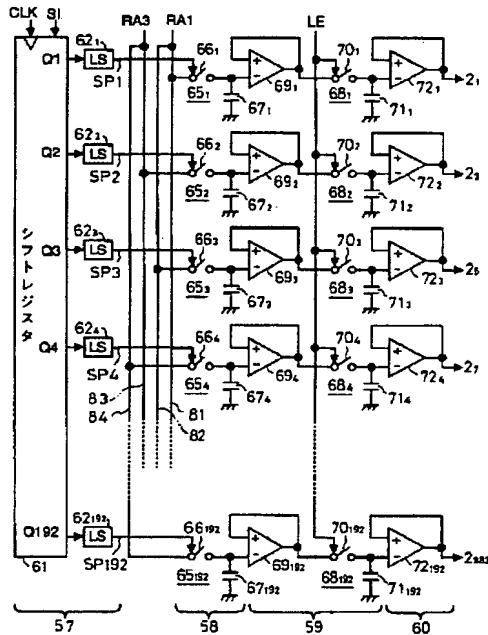 CLK SI RA3 RA1 LE
Q1 62₁ LS SP1 66₁ 65₁ 67₁ + - 69₁ 70₁ 68₁ 71₁ + - 72₁ 2₁
Q2 62₂ LS SP2 66₂ 65₂ 67₂ + - 69₂ 70₂ 68₂ 71₂ + - 72₂ 2₃
Q3 62₃ LS SP3 66₃ 65₃ 67₃ + - 69₃ 70₃ 68₃ 71₃ + - 72₃ 2₅
シフトレジスタ
Q4 62₄ LS SP4 66₄ 65₄ 67₄ + - 69₄ 70₄ 68₄ 71₄ + - 72₄ 2₇
83 84 81 82
Q192 62₁₉₂ LS SP192 66₁₉₂ 65₁₉₂ 67₁₉₂ + - 69₁₉₂ 70₁₉₂ 68₁₉₂ 71₁₉₂ + - 72₁₉₂
61
57 58 59 60